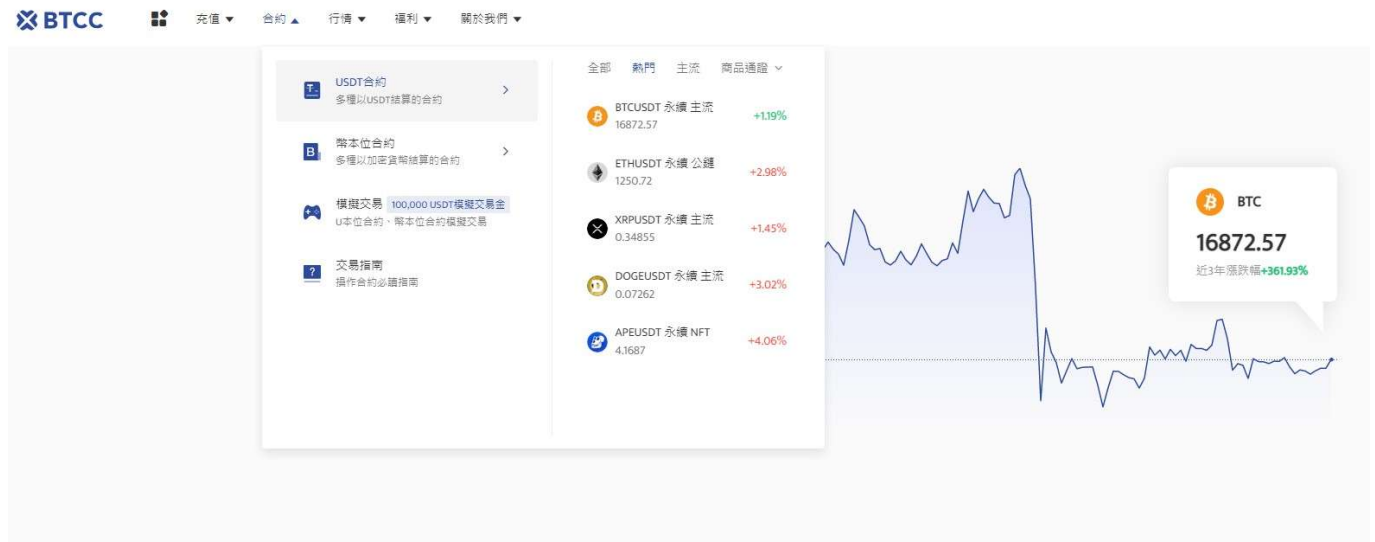 BTCC
充值 ▼ 合約 ▲ 行情 ▼ 福利 ▼ 關於我們 ▼
USDT合約
多種以USDT結算的合約
幣本位合約
多種以加密貨幣結算的合約
模擬交易 100,000 USDT模擬交易金
U本位合約、幣本位合約模擬交易
交易指南
操作合約必讀指南
全部 熱門 主流 商品通證
BTCUSDT 永續 主流
16872.57 +1.19%
ETHUSDT 永續 公鏈
1250.72 +2.98%
XRPUSDT 永續 主流
0.34855 +1.45%
DOGEUSDT 永續 主流
0.07262 +3.02%
APEUSDT 永續 NFT
4.1687 +4.06%
BTC
16872.57
近3年漲跌幅+361.93%